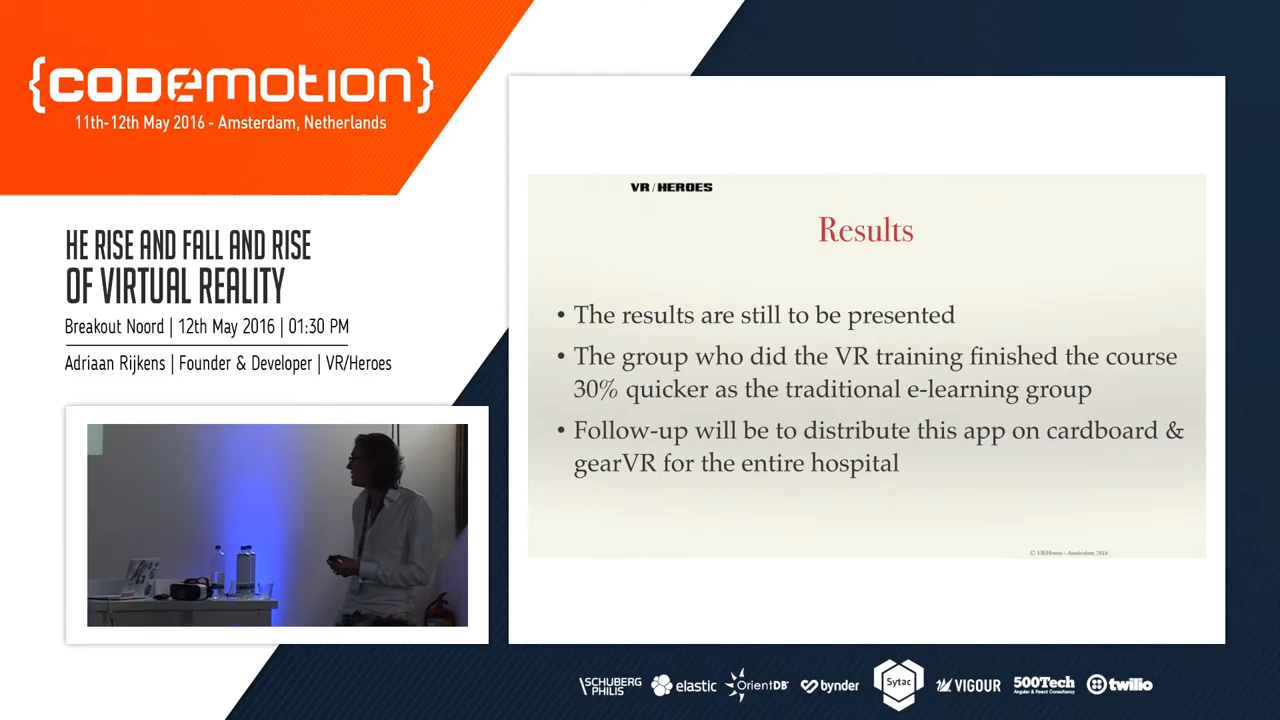 {CODEMOTION}
11th-12th May 2016 - Amsterdam, Netherlands
HE RISE AND FALL AND RISE
OF VIRTUAL REALITY
Breakout Noord | 12th May 2016 | 01:30 PM
Adriaan Rijkens | Founder & Developer | VR/Heroes
VR/HEROES
Results
• The results are still to be presented
• The group who did the VR training finished the course
30% quicker as the traditional e-learning group
• Follow-up will be to distribute this app on cardboard &
gearVR for the entire hospital
© VR/Heroes - Amsterdam, 2016
SCHUBERG
PHILIS
elastic
OrientDB
bynder
Sytac
VIGOUR
500Tech
Angular & React Consultancy
twilio